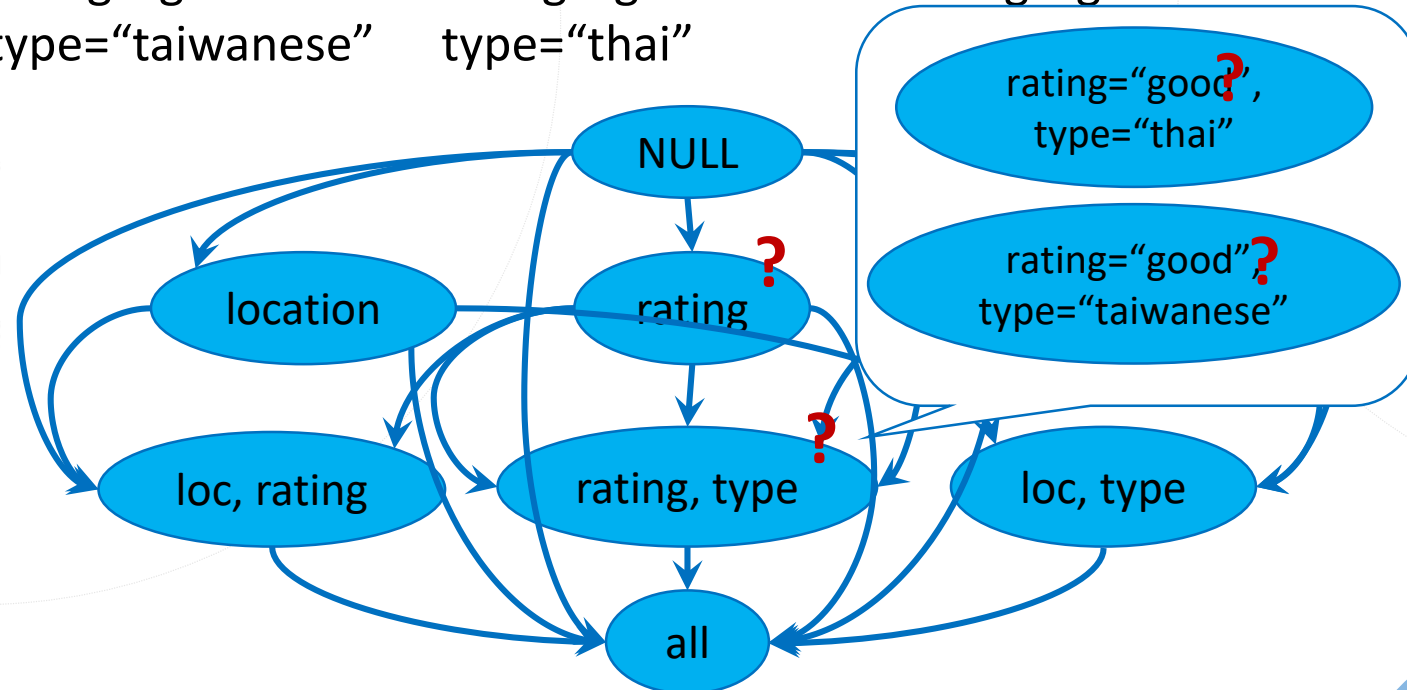 type=“taiwanese” type=“thai”
rating=“good”,
type=“thai”
?
NULL
rating=“good”,
type=“taiwanese”
?
?
location
rating
?
loc, rating
rating, type
loc, type
all